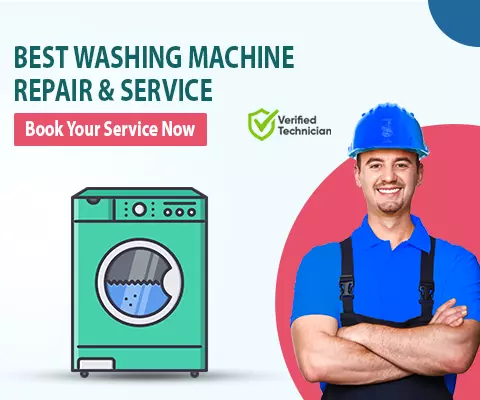 BEST WASHING MACHINE
REPAIR & SERVICE
Book Your Service Now
Verified
Technician